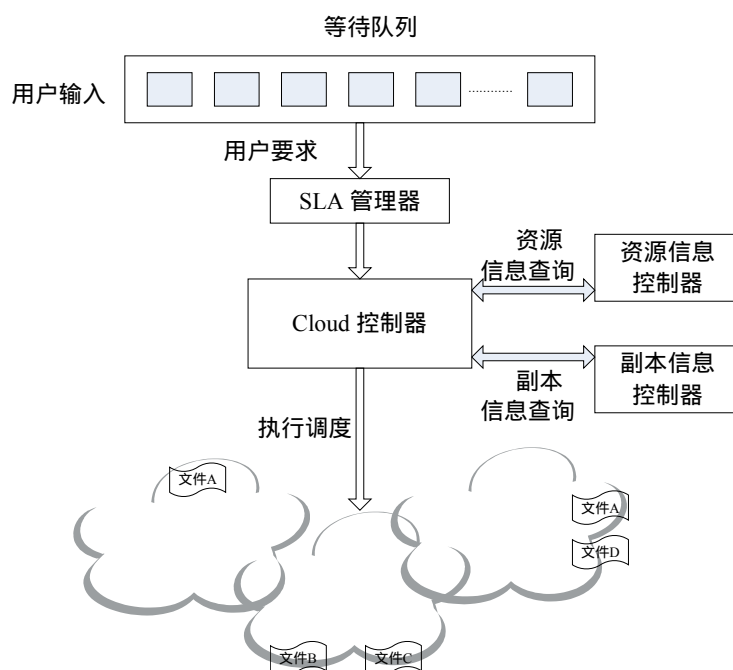 等待队列
用户输入
用户要求
SLA 管理器
资源
信息查询
资源信息
控制器
Cloud 控制器
副本
信息查询
副本信息
控制器
执行调度
文件A
文件A
文件D
文件B
文件C